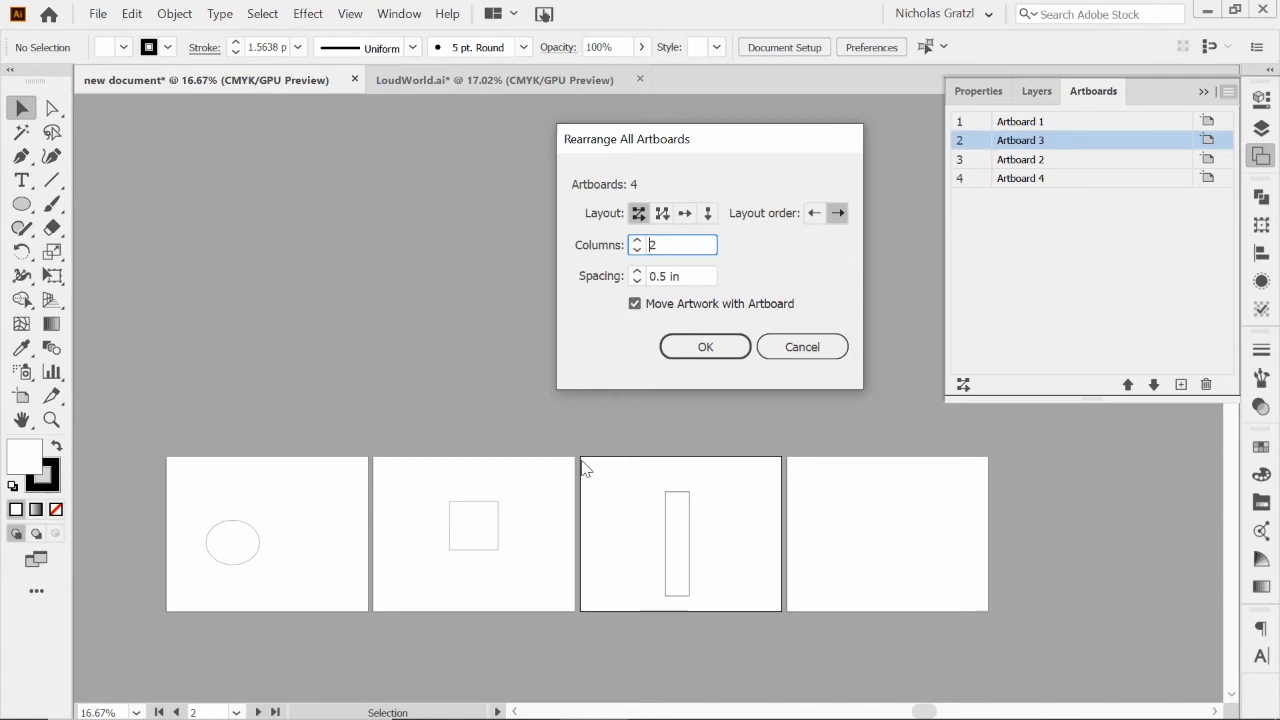 Ai File Edit Object Type Select Effect View Window Help Nicholas Gratzl Search Adobe Stock
No Selection Stroke: 1.5638 p Uniform 5 pt. Round Opacity: 100% Style: Document Setup Preferences
new document* @ 16.67% (CMYK/GPU Preview) LoudWorld.ai* @ 17.02% (CMYK/GPU Preview)
Properties Layers Artboards
1 Artboard 1
2 Artboard 3
3 Artboard 2
4 Artboard 4
Rearrange All Artboards
Artboards: 4
Layout: Layout order:
Columns: 2
Spacing: 0.5 in
Move Artwork with Artboard
OK Cancel
16.67% 2 Selection